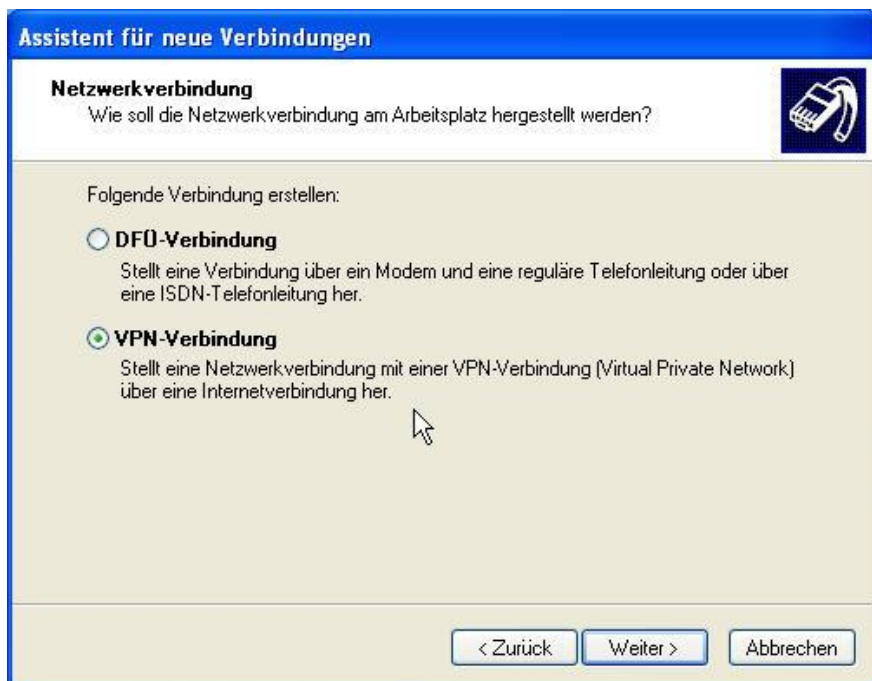 Assistent für neue Verbindungen
Netzwerkverbindung
Wie soll die Netzwerkverbindung am Arbeitsplatz hergestellt werden?
Folgende Verbindung erstellen:
DFÜ-Verbindung
Stellt eine Verbindung über ein Modem und eine reguläre Telefonleitung oder über
eine ISDN-Telefonleitung her.
VPN-Verbindung
Stellt eine Netzwerkverbindung mit einer VPN-Verbindung (Virtual Private Network)
über eine Internetverbindung her.
< Zurück
Weiter >
Abbrechen